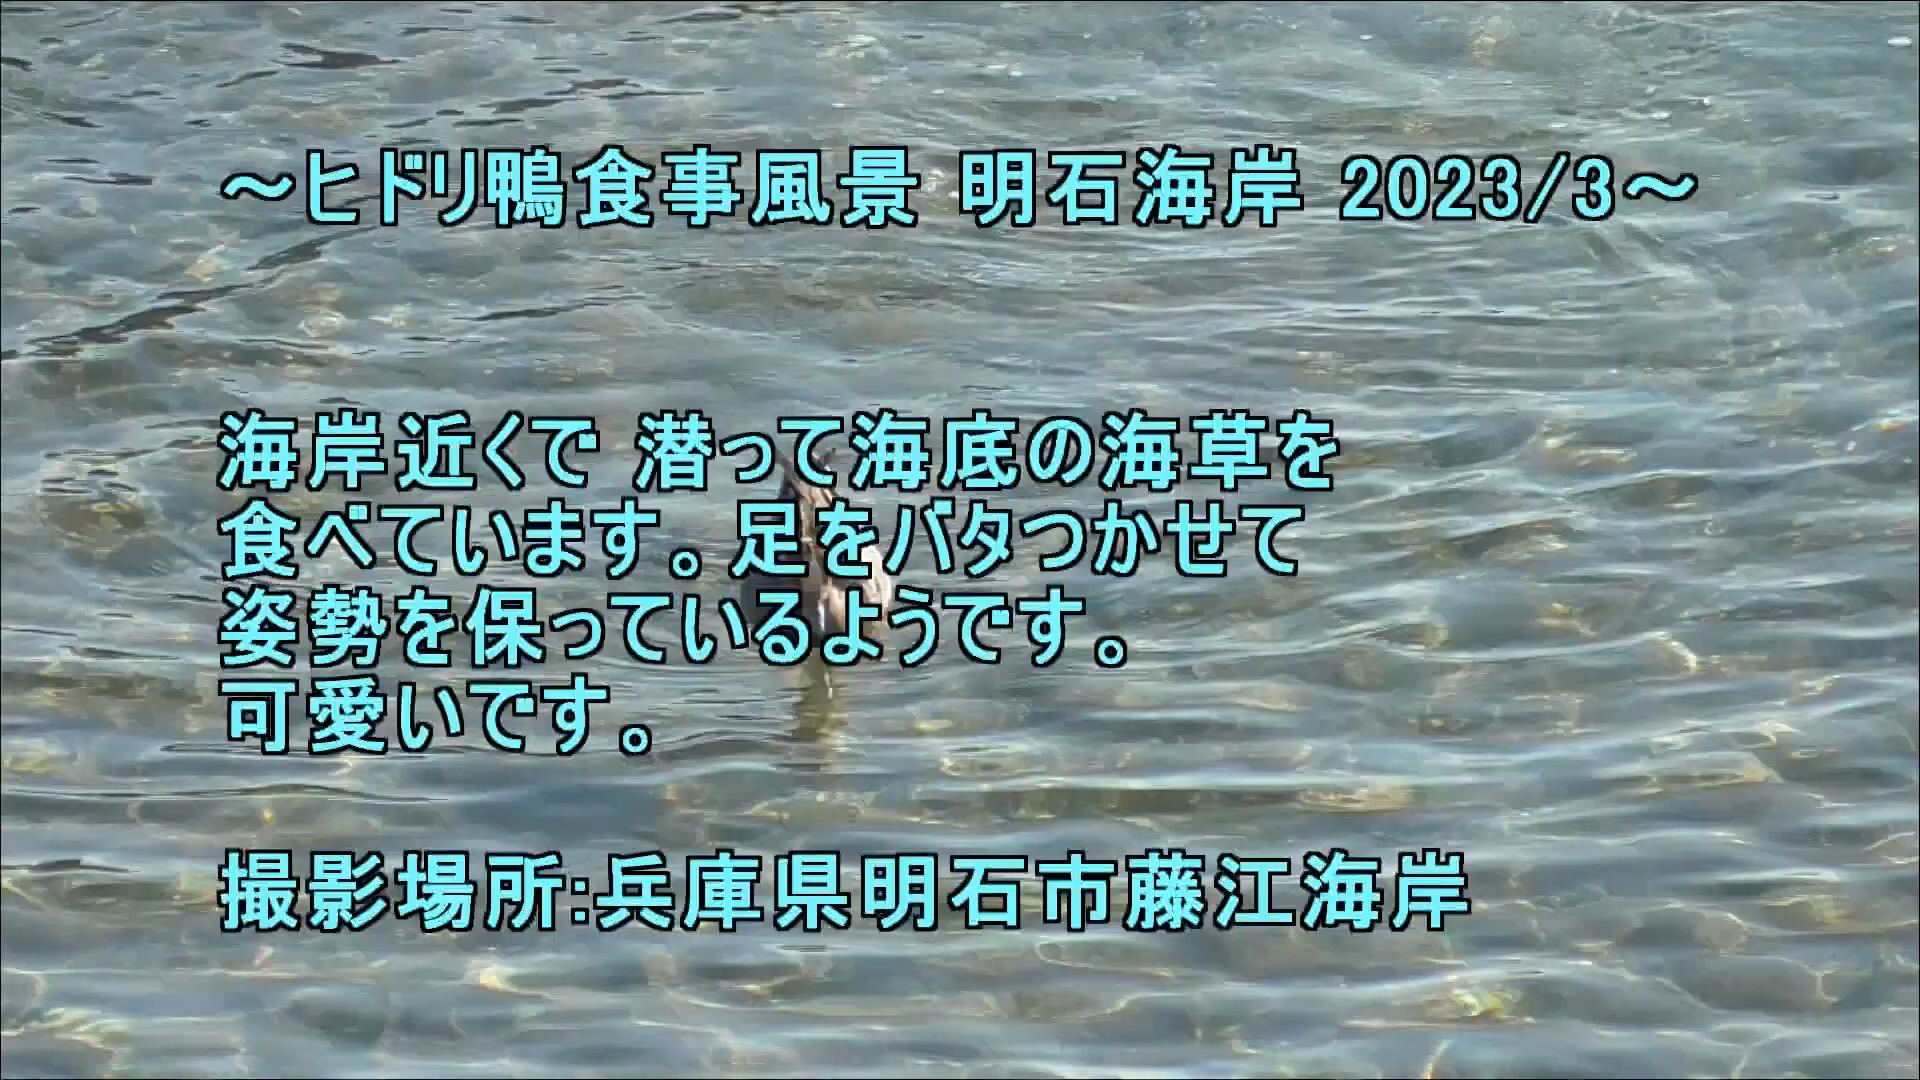 ～ヒドリ鴨食事風景 明石海岸 2023/3～
海岸近くで 潜って海底の海草を
食べています。足をバタつかせて
姿勢を保っているようです。
可愛いです。
撮影場所:兵庫県明石市藤江海岸